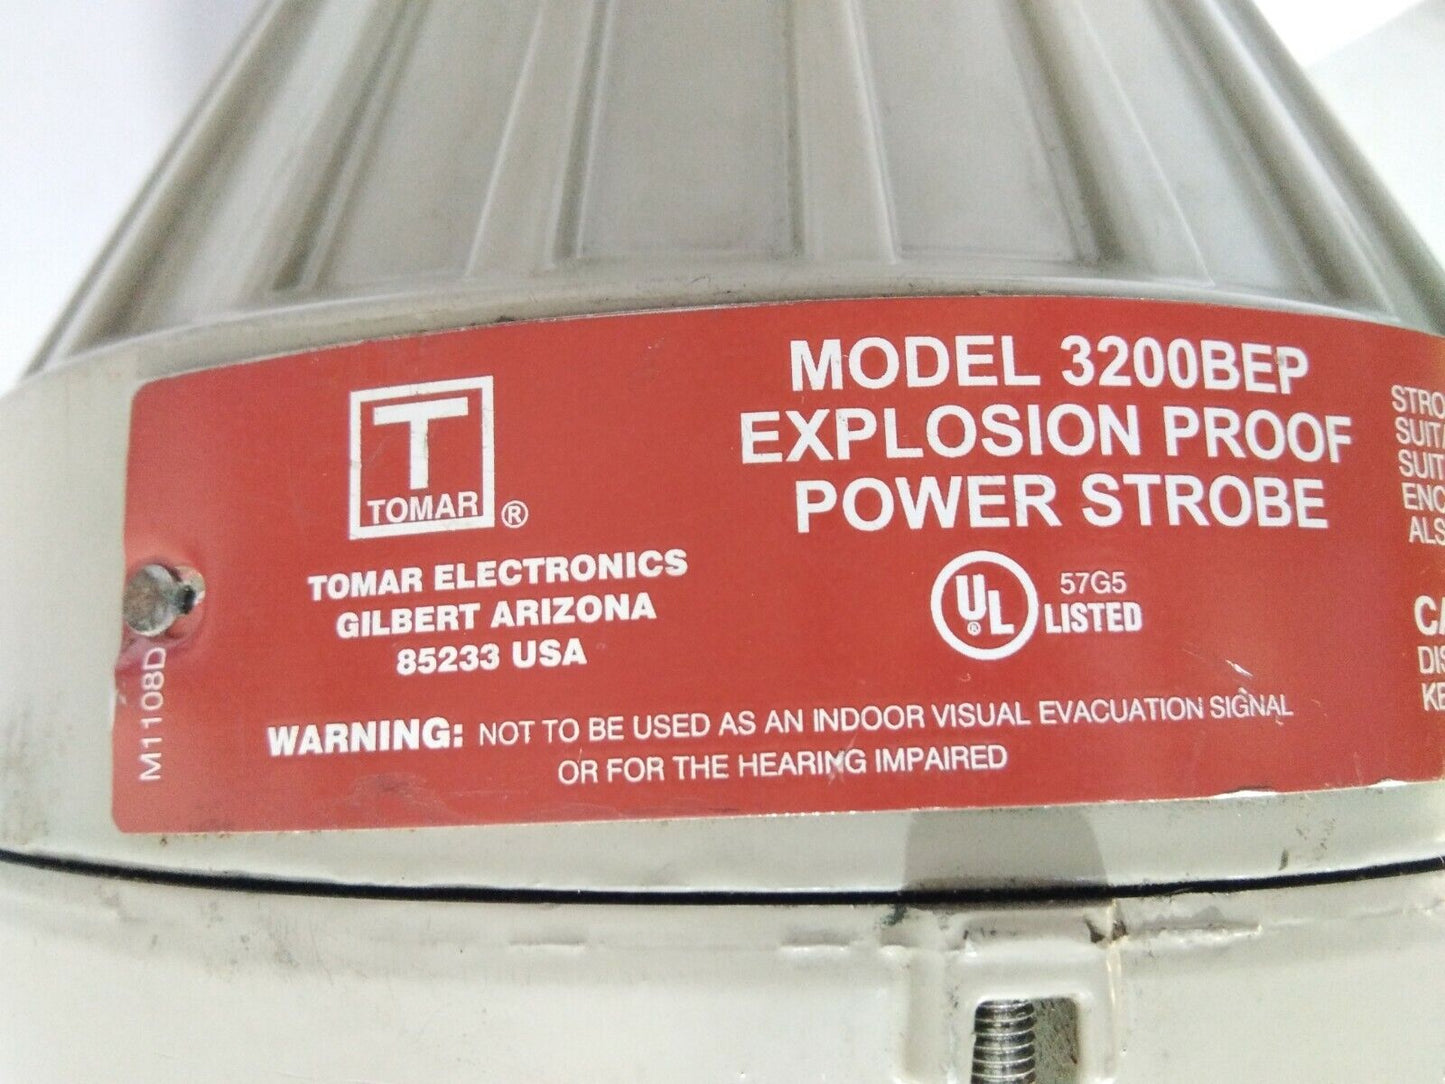 T
TOMAR ®
TOMAR ELECTRONICS
GILBERT ARIZONA
85233 USA
MODEL 3200BEP
EXPLOSION PROOF
POWER STROBE
UL ®
57G5
LISTED
WARNING: NOT TO BE USED AS AN INDOOR VISUAL EVACUATION SIGNAL
OR FOR THE HEARING IMPAIRED
M1108D